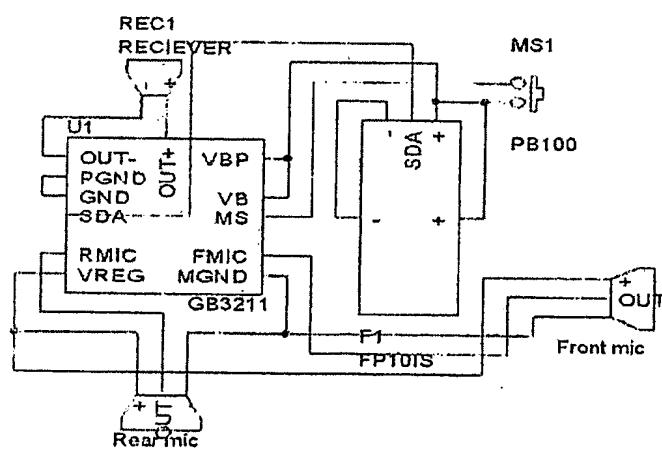 REC1
RECIEVER
MS1
PB100
- +
U1
OUT-
PGND
GND
SDA
RMIC
VREG
OUT+
VBP
VB
MS
FMIC
MGND
GB3211
- SDA +
- +
F1
FP10IS
+
OUT
Front mic
+ OUT
Rear mic